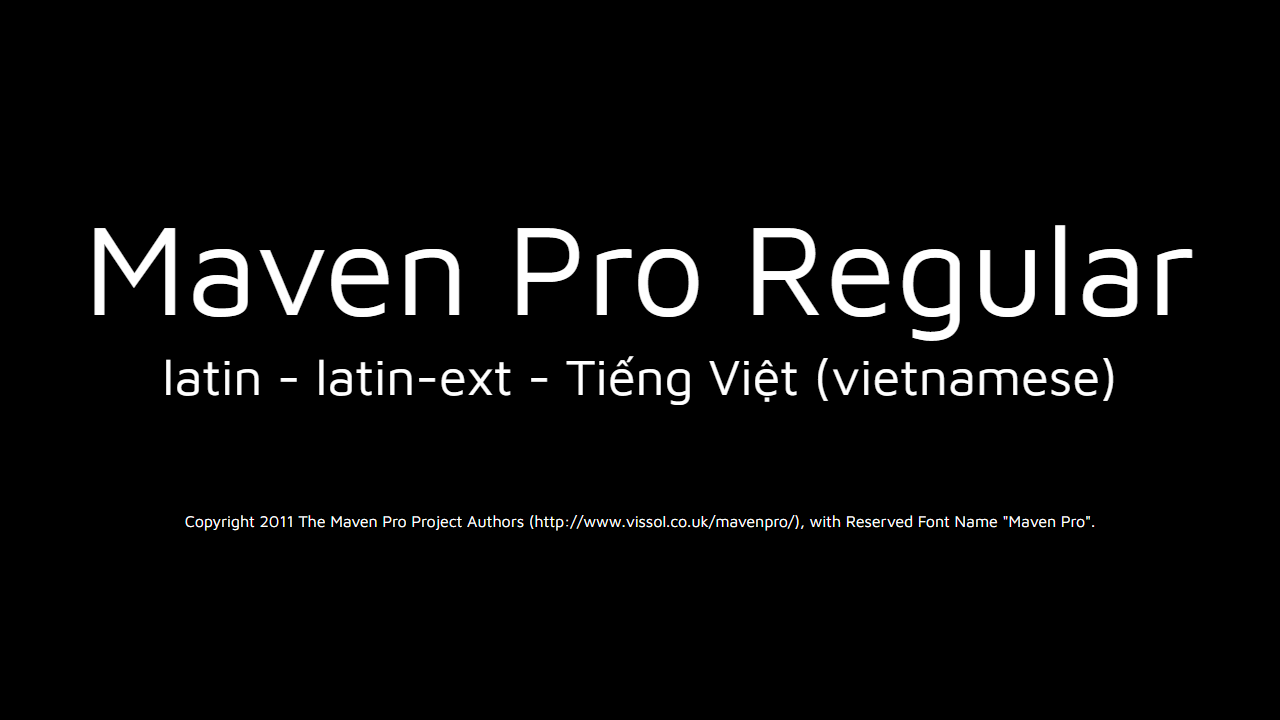 Maven Pro Regular
latin - latin-ext - Tiếng Việt (vietnamese)
Copyright 2011 The Maven Pro Project Authors (http://www.vissol.co.uk/mavenpro/), with Reserved Font Name "Maven Pro".